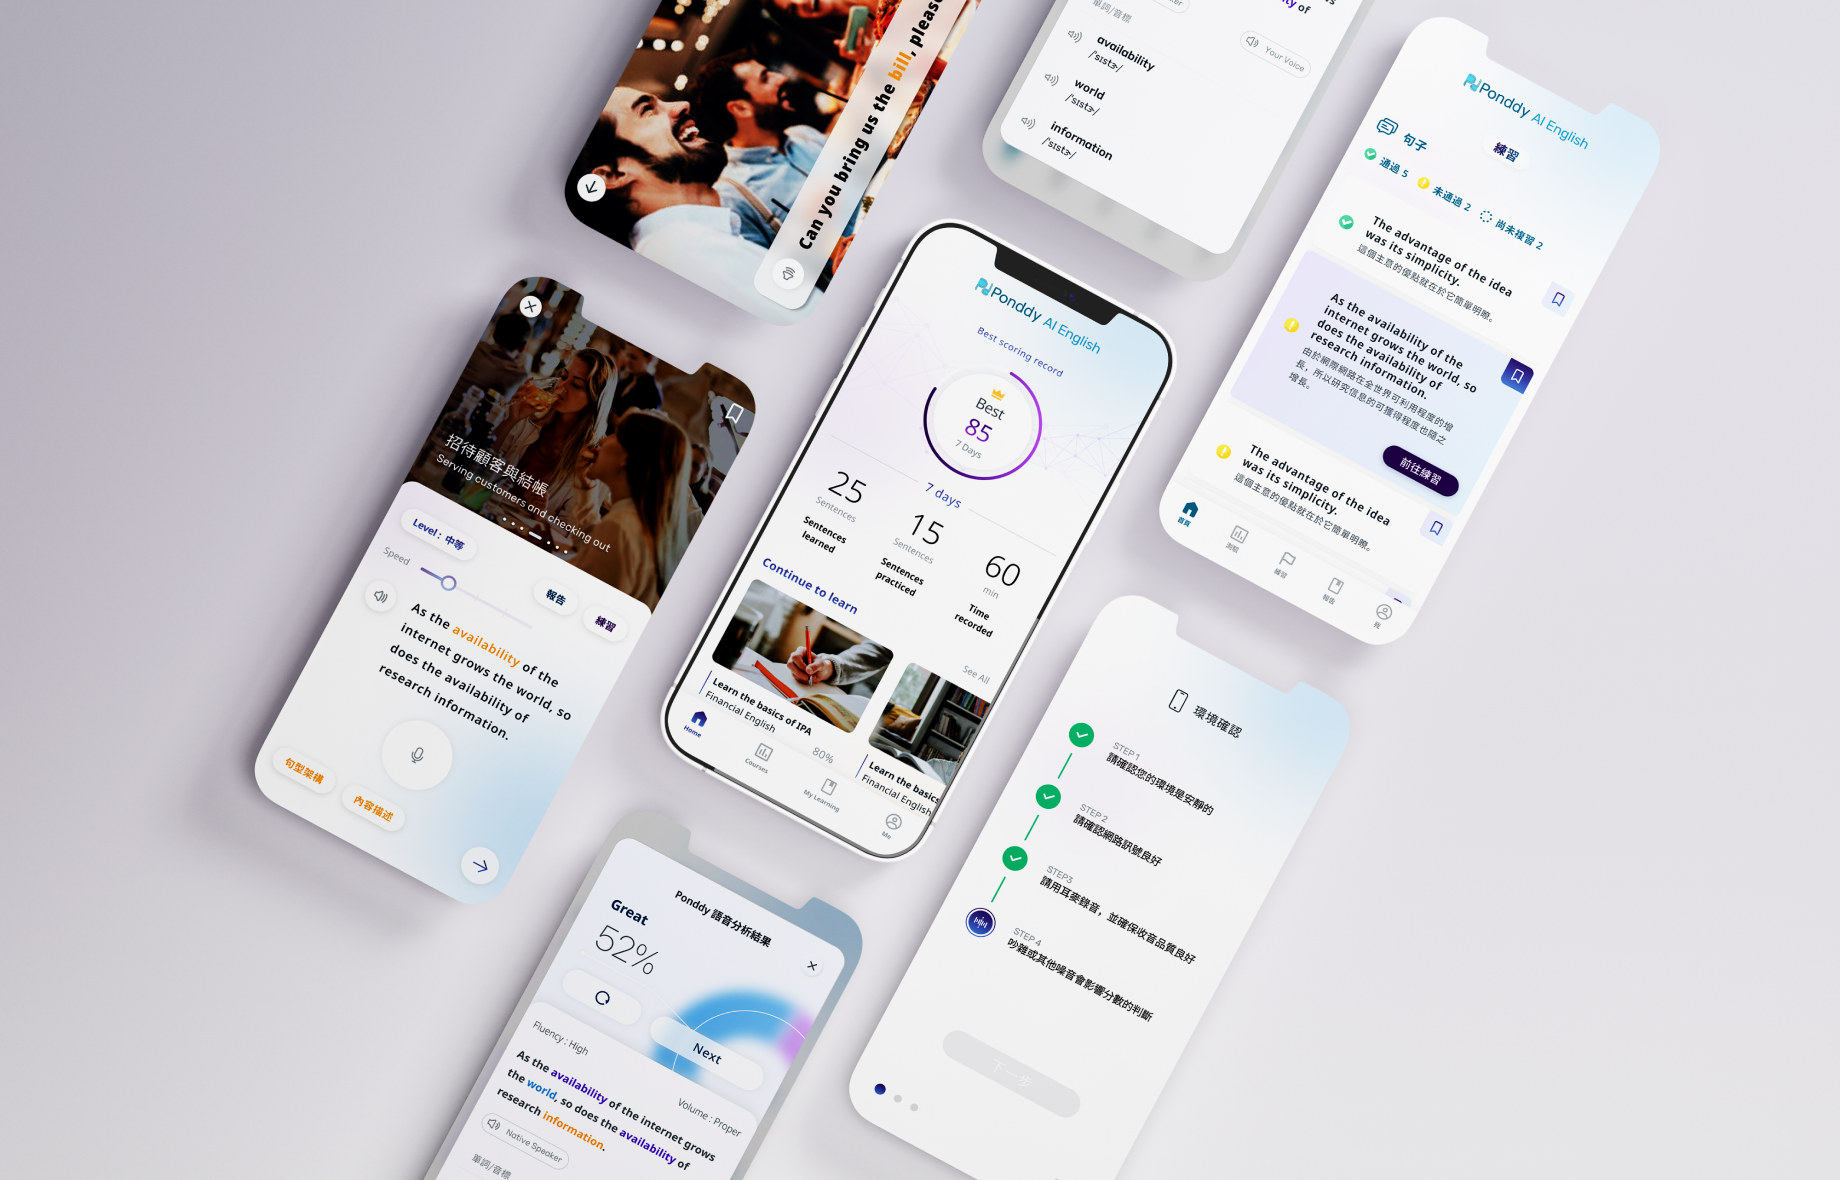 Can you bring us the bill, please
ity of
單詞/音標
Your Voice
availability
/ˈsɪstɚ/
world
/ˈsɪstɚ/
information
/ˈsɪstɚ/
Ponddy AI English
句子
練習
通過 5
未通過 2
尚未複習 2
The advantage of the idea
was its simplicity.
這個主意的優點就在於它簡單明瞭。
As the availability of the
internet grows the world, so
does the availability of
research information.
由於網際網路在全世界可利用程度的增
長，所以研究信息的可獲得程度也隨之
增長。
前往練習
The advantage of the idea
was its simplicity.
這個主意的優點就在於它簡單明瞭。
首頁
測驗
練習
報告
我
招待顧客與結帳
Serving customers and checking out
Level : 中等
Speed
報告
練習
As the availability of the
internet grows the world, so
does the availability of
research information.
句型架構
內容描述
Ponddy AI English
Best scoring record
Best
85
7 Days
7 days
25
Sentences
Sentences
learned
15
Sentences
Sentences
practiced
60
min
Time
recorded
Continue to learn
See All
Learn the basics of IPA
Financial English
80%
Learn the basics
Financial English
Home
Courses
My Learning
Me
環境確認
STEP 1
請確認您的環境是安靜的
STEP 2
請確認網路訊號良好
STEP3
請用耳麥錄音，並確保收音品質良好
STEP 4
吵雜或其他噪音會影響分數的判斷
下一步
Ponddy 語音分析結果
Great
52%
Next
Fluency : High
Volume : Proper
As the availability of the internet grows
the world, so does the availability of
research information.
Native Speaker
單詞/音標